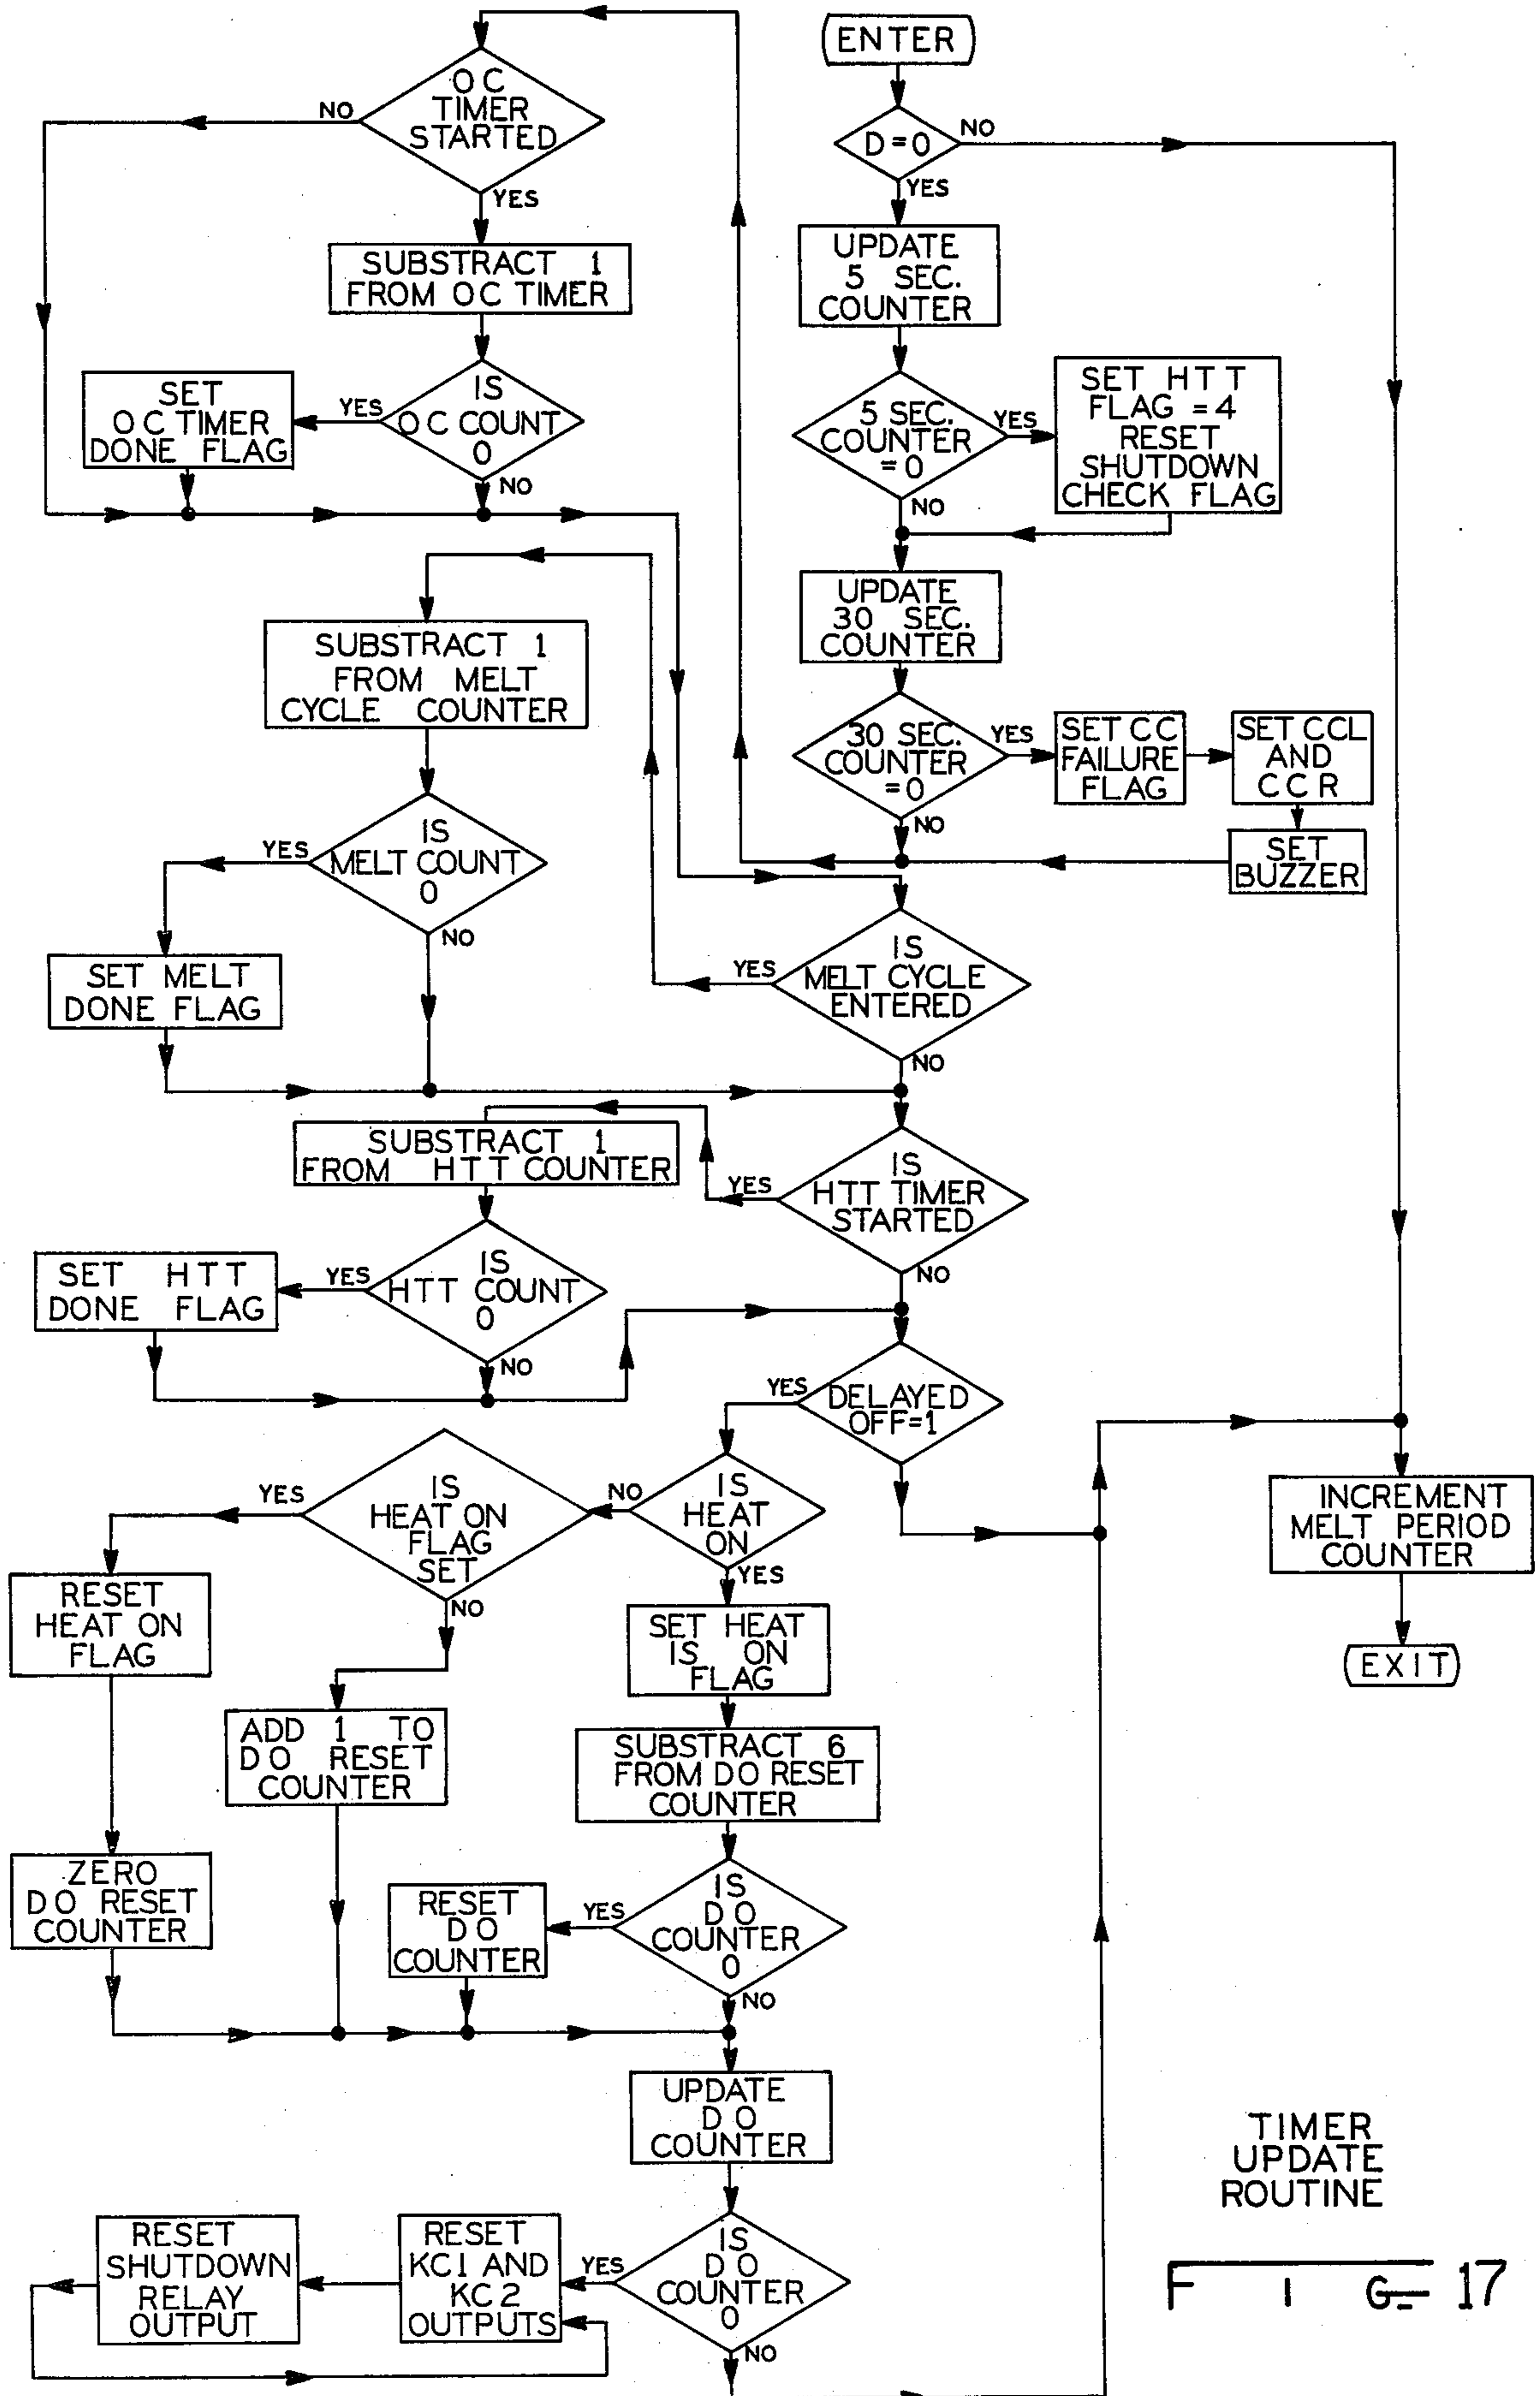 ENTER
D=0
NO
YES
UPDATE
5 SEC.
COUNTER
5 SEC.
COUNTER
=0
YES
NO
SET HTT
FLAG =4
RESET
SHUTDOWN
CHECK FLAG
UPDATE
30 SEC.
COUNTER
30 SEC.
COUNTER
=0
YES
NO
SET CC
FAILURE
FLAG
SET CCL
AND
CCR
SET
BUZZER
OC
TIMER
STARTED
NO
YES
SUBSTRACT 1
FROM OC TIMER
IS
OC COUNT
0
YES
NO
SET
OC TIMER
DONE FLAG
IS
MELT CYCLE
ENTERED
YES
NO
SUBSTRACT 1
FROM MELT
CYCLE COUNTER
IS
MELT COUNT
0
YES
NO
SET MELT
DONE FLAG
IS
HTT TIMER
STARTED
YES
NO
SUBSTRACT 1
FROM HTT COUNTER
IS
HTT COUNT
0
YES
NO
SET HTT
DONE FLAG
DELAYED
OFF=1
YES
IS
HEAT
ON
NO
YES
IS
HEAT ON
FLAG
SET
YES
NO
RESET
HEAT ON
FLAG
ZERO
DO RESET
COUNTER
ADD 1 TO
DO RESET
COUNTER
SET HEAT
IS ON
FLAG
SUBSTRACT 6
FROM DO RESET
COUNTER
IS
DO
COUNTER
0
YES
NO
RESET
DO
COUNTER
UPDATE
DO
COUNTER
IS
DO
COUNTER
0
YES
NO
RESET
KC1 AND
KC2
OUTPUTS
RESET
SHUTDOWN
RELAY
OUTPUT
INCREMENT
MELT PERIOD
COUNTER
EXIT
TIMER
UPDATE
ROUTINE
FIG. 17